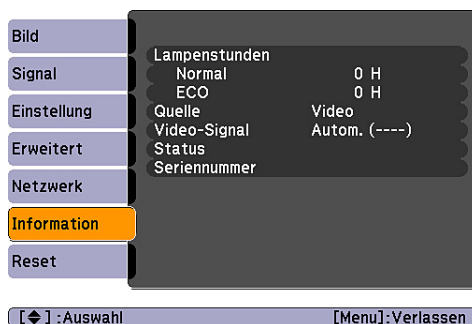 Bild
Signal
Einstellung
Erweitert
Netzwerk
Information
Reset
Lampenstunden
Normal 0 H
ECO 0 H
Quelle Video
Video-Signal Autom. (----)
Status
Seriennummer
[◆] :Auswahl [Menu]:Verlassen